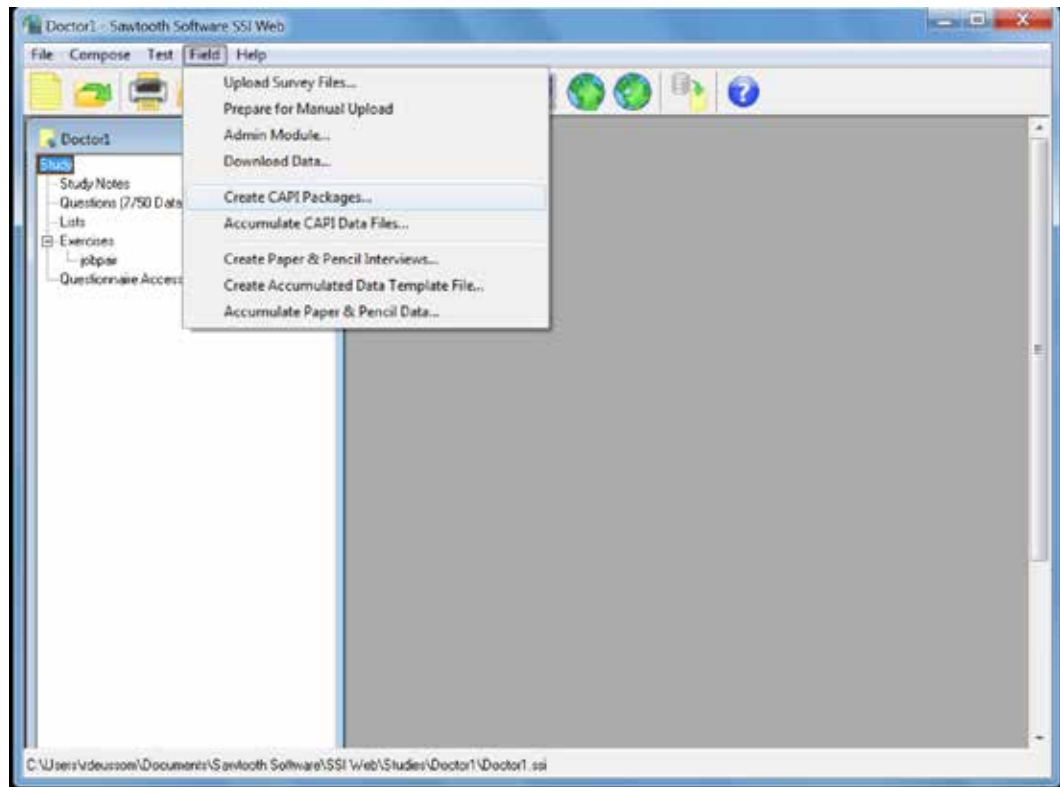 Doctor1 - Sawtooth Software SSI Web
File Compose Test Field Help
Upload Survey Files...
Prepare for Manual Upload
Admin Module...
Download Data...
Create CAPI Packages...
Accumulate CAPI Data Files...
Create Paper & Pencil Interviews...
Create Accumulated Data Template File...
Accumulate Paper & Pencil Data...
Doctor1
Study
Study Notes
Questions (7/50 Data
Lists
Exercises
jobpair
Questionnaire Access
C:\Users\rdeussom\Documents\Sawtooth Software\SSI Web\Studies\Doctor1\Doctor1.ssi